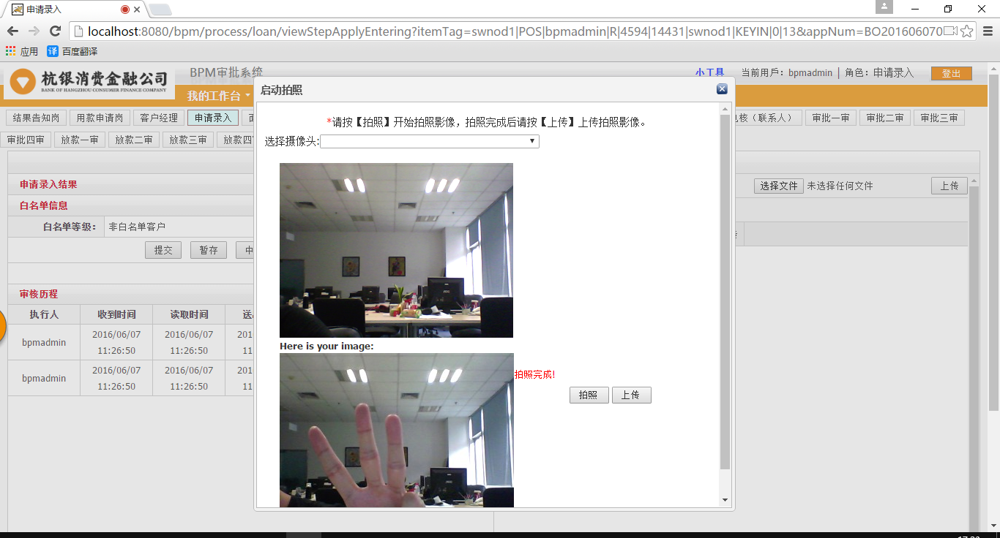 申请录入
localhost:8080/bpm/process/loan/viewStepApplyEntering?itemTag=swnod1|POS|bpmadmin|R|4594|14431|swnod1|KEYIN|0|13&appNum=BO201606070
应用 译 百度翻译
杭银消费金融公司
BANK OF HANGZHOU CONSUMER FINANCE COMPANY
BPM审批系统
小工具 当前用戶：bpmadmin | 角色：申请录入 登出
我的工作台
结果告知岗 用款申请岗 客户经理 申请录入 核（联系人） 审批一审 审批二审 审批三审
审批四审 放款一审 放款二审 放款三审 放款四
启动拍照
*请按【拍照】开始拍照影像，拍照完成后请按【上传】上传拍照影像。
选择摄像头:
申请录入结果
选择文件 未选择任何文件 上传
白名单信息
白名单等级： 非白名单客户
提交 暂存 中
审核历程
执行人 收到时间 读取时间 送
bpmadmin 2016/06/07 2016/06/07 201
11:26:50 11:26:50 11
bpmadmin 2016/06/07 2016/06/07 201
11:26:50 11:26:50 11
Here is your image:
拍照完成!
拍照 上传